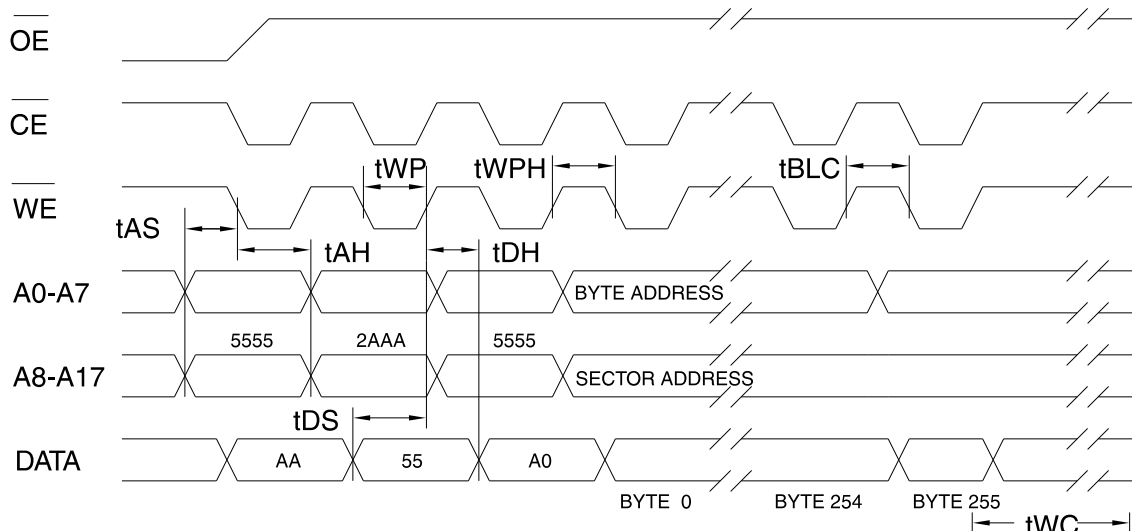 OE
CE
tWP tWPH tBLC
WE
tAS
tAH tDH
A0-A7 BYTE ADDRESS
5555 2AAA 5555
A8-A17 SECTOR ADDRESS
tDS
DATA AA 55 A0
BYTE 0 BYTE 254 BYTE 255
tWC